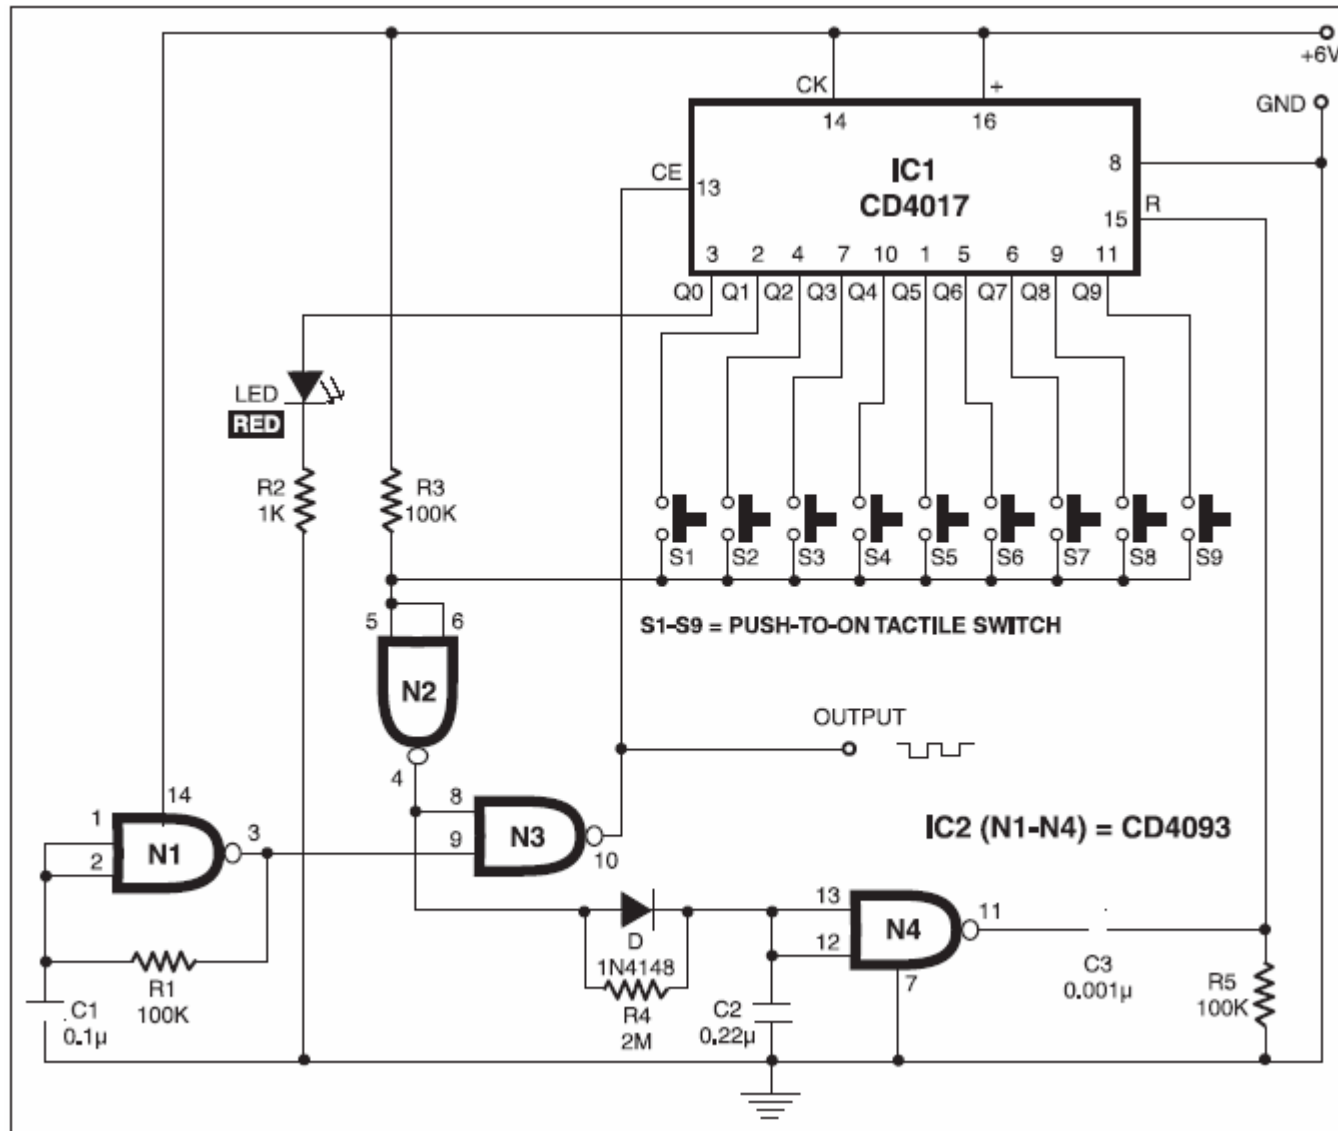 +6V
GND
CK
+
14
16
CE
13
IC1
CD4017
8
15
R
3 2 4 7 10 1 5 6 9 11
Q0 Q1 Q2 Q3 Q4 Q5 Q6 Q7 Q8 Q9
LED
RED
R2
1K
R3
100K
S1 S2 S3 S4 S5 S6 S7 S8 S9
S1-S9 = PUSH-TO-ON TACTILE SWITCH
5
6
N2
4
OUTPUT
14
1
2
N1
3
8
9
N3
10
IC2 (N1-N4) = CD4093
R1
100K
C1
0.1µ
D
1N4148
R4
2M
C2
0.22µ
13
12
N4
11
7
C3
0.001µ
R5
100K